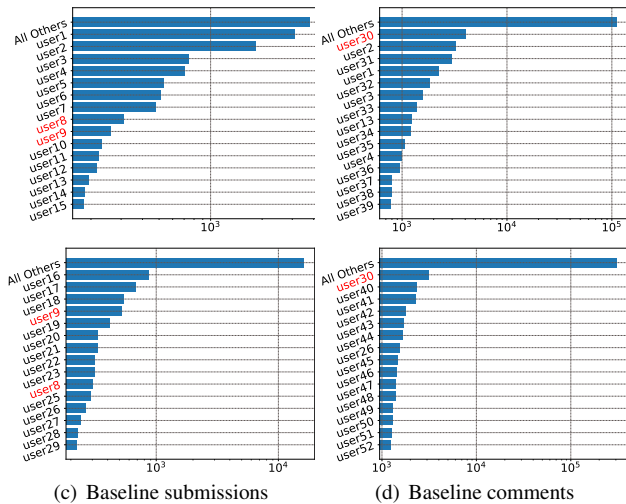 All Others
user1
user2
user3
user4
user5
user6
user7
user8
user9
user10
user11
user12
user13
user14
user15
10³
All Others
user30
user2
user31
user1
user32
user3
user33
user13
user34
user35
user4
user36
user37
user38
user39
10³ 10⁴ 10⁵
All Others
user16
user17
user18
user9
user19
user20
user21
user22
user23
user8
user25
user26
user27
user28
user29
10³ 10⁴
All Others
user30
user40
user41
user42
user43
user44
user26
user45
user46
user47
user48
user49
user50
user51
user52
10³ 10⁴ 10⁵
(c) Baseline submissions
(d) Baseline comments